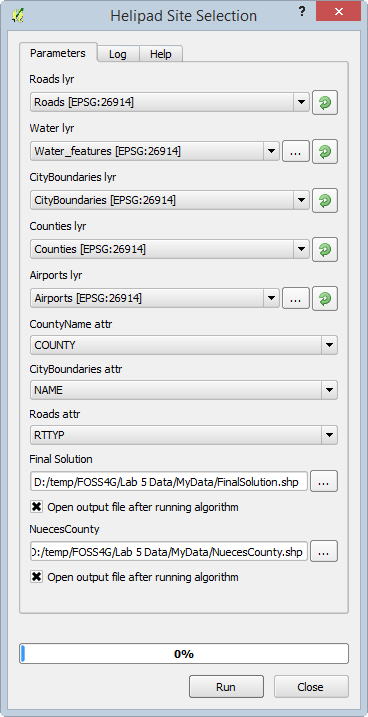 Helipad Site Selection
Parameters Log Help
Roads lyr
Roads [EPSG:26914]
Water lyr
Water_features [EPSG:26914] ...
CityBoundaries lyr
CityBoundaries [EPSG:26914]
Counties lyr
Counties [EPSG:26914]
Airports lyr
Airports [EPSG:26914] ...
CountyName attr
COUNTY
CityBoundaries attr
NAME
Roads attr
RTTYP
Final Solution
D:/temp/FOSS4G/Lab 5 Data/MyData/FinalSolution.shp ...
Open output file after running algorithm
NuecesCounty
D:/temp/FOSS4G/Lab 5 Data/MyData/NuecesCounty.shp ...
Open output file after running algorithm
0%
Run Close